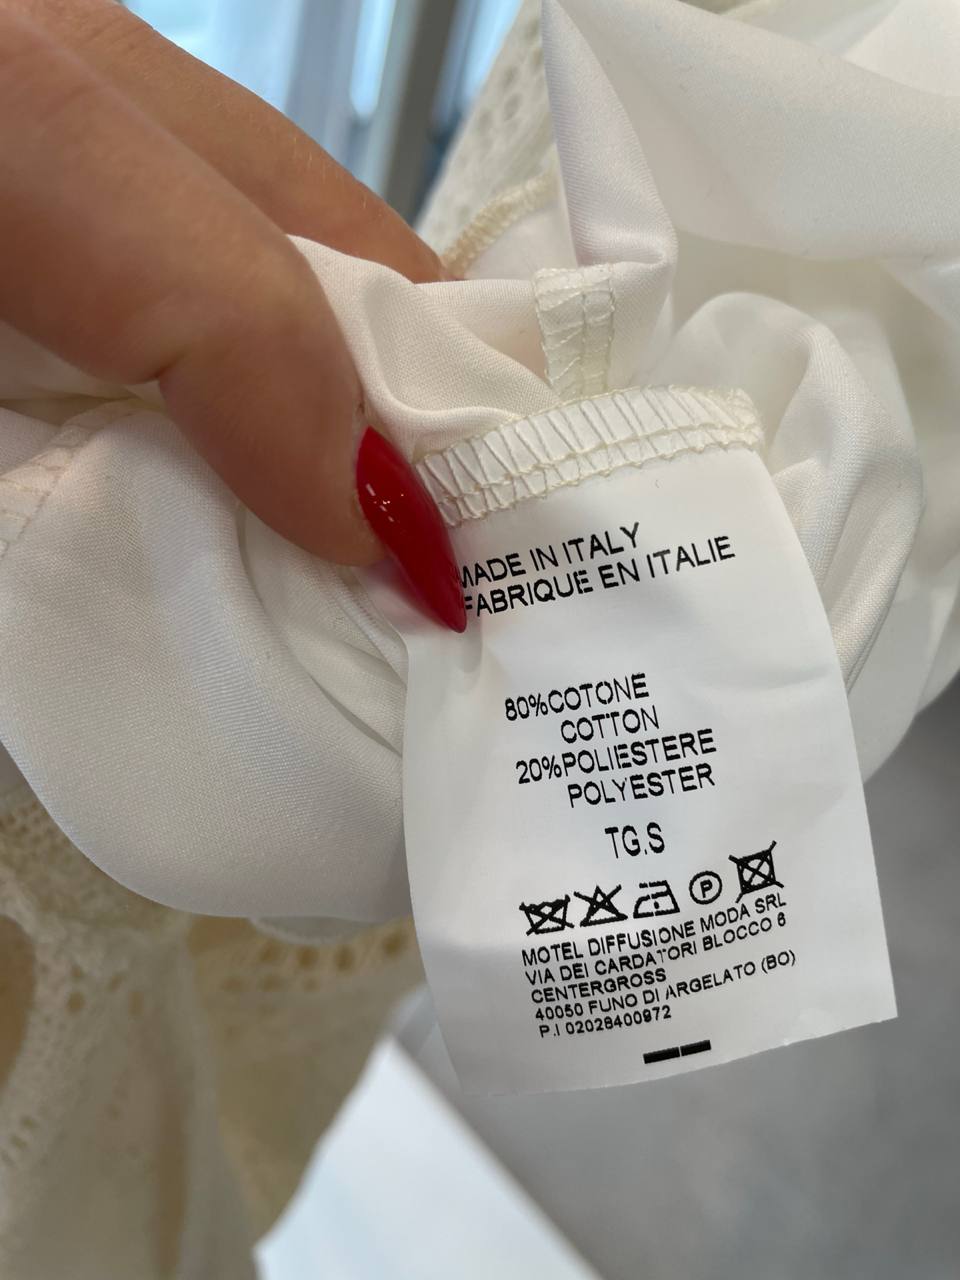 MADE IN ITALY
FABRIQUE EN ITALIE
80%COTONE
COTTON
20%POLIESTERE
POLYESTER
TG.S
P
MOTEL DIFFUSIONE MODA SRL
VIA DEI CARDATORI BLOCCO 6
CENTERGROSS
40050 FUNO DI ARGELATO (BO)
P.I 02028400972